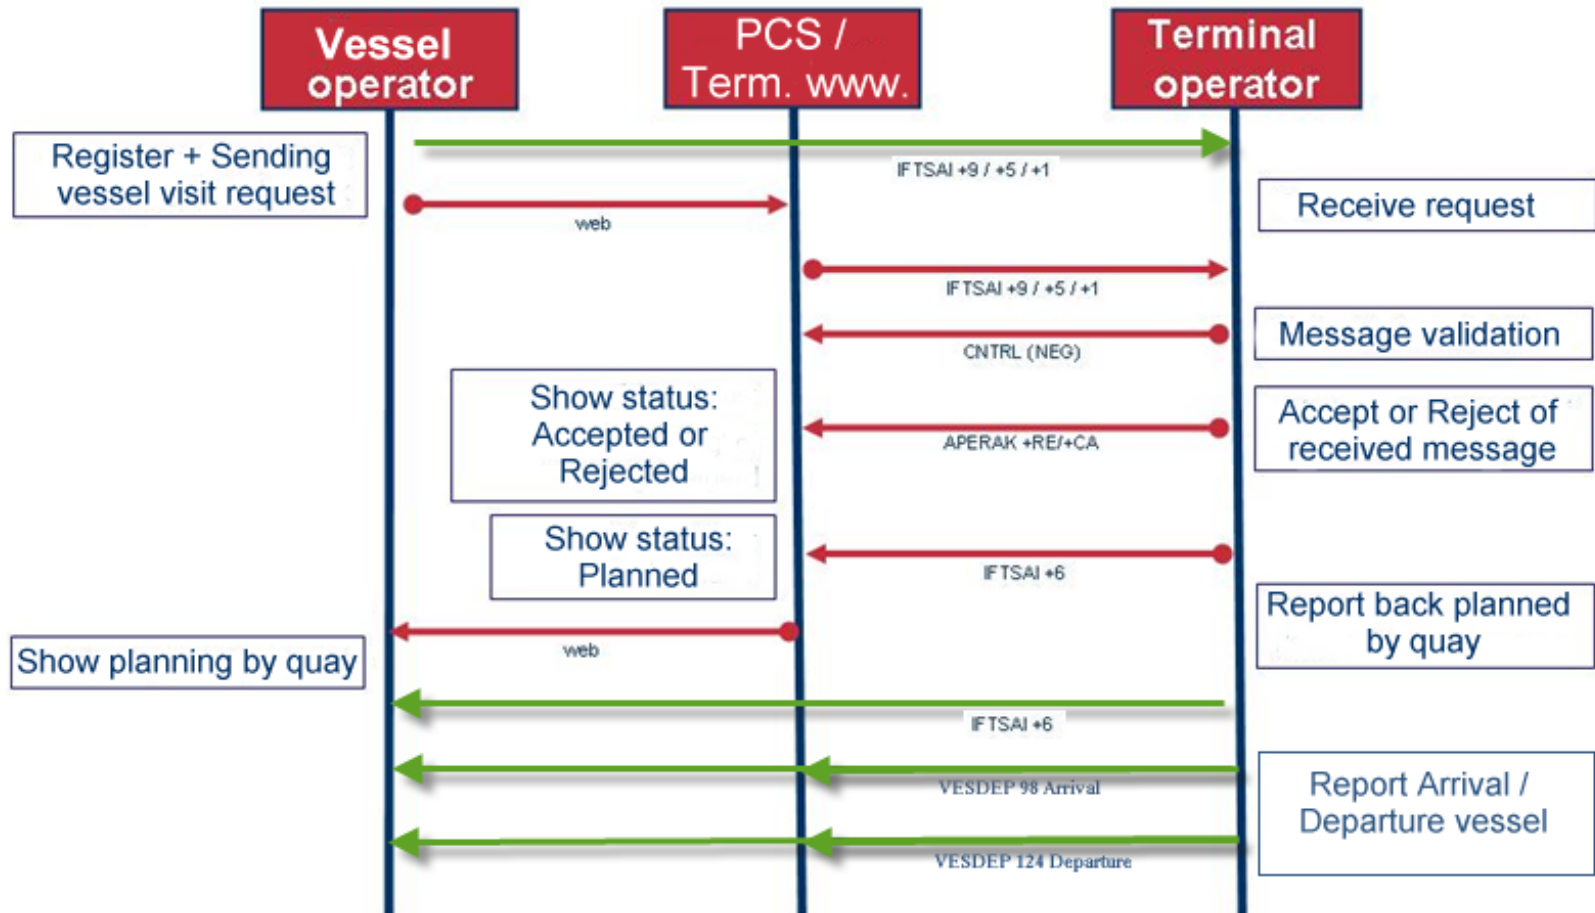 Vessel
operator
PCS /
Term. www.
Terminal
operator
Register + Sending
vessel visit request
IFTSAI +9 / +5 / +1
web
Receive request
IFTSAI +9 / +5 / +1
CNTRL (NEG)
Message validation
Show status:
Accepted or
Rejected
APERAK +RE/+CA
Accept or Reject of
received message
Show status:
Planned
IFTSAI +6
Report back planned
by quay
web
Show planning by quay
IFTSAI +6
VESDEP 98 Arrival
Report Arrival /
Departure vessel
VESDEP 124 Departure